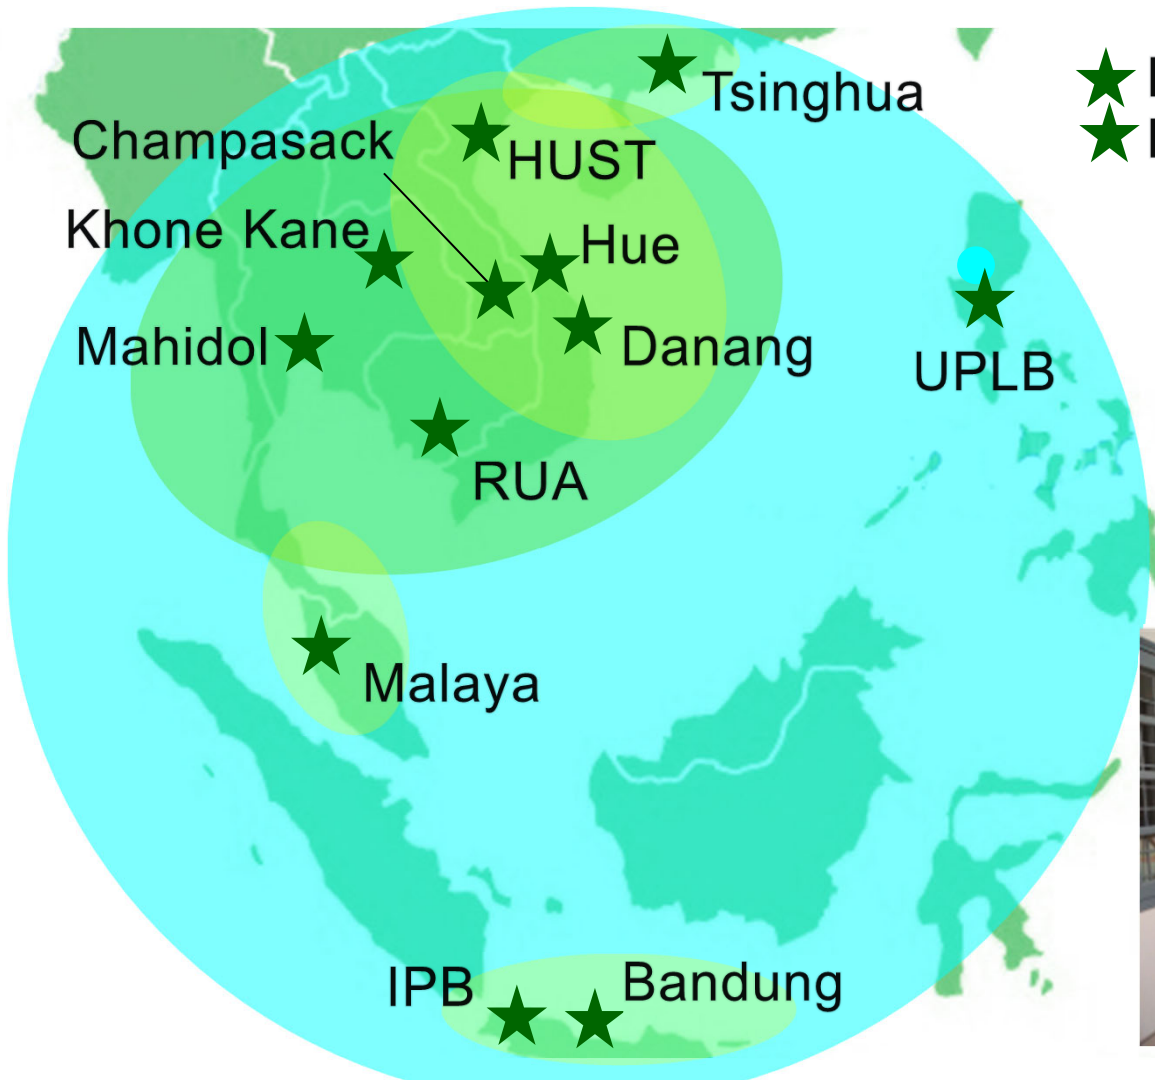 Tsinghua
Champasack
HUST
Khone Kane
Hue
Mahidol
Danang
UPLB
RUA
Malaya
IPB
Bandung